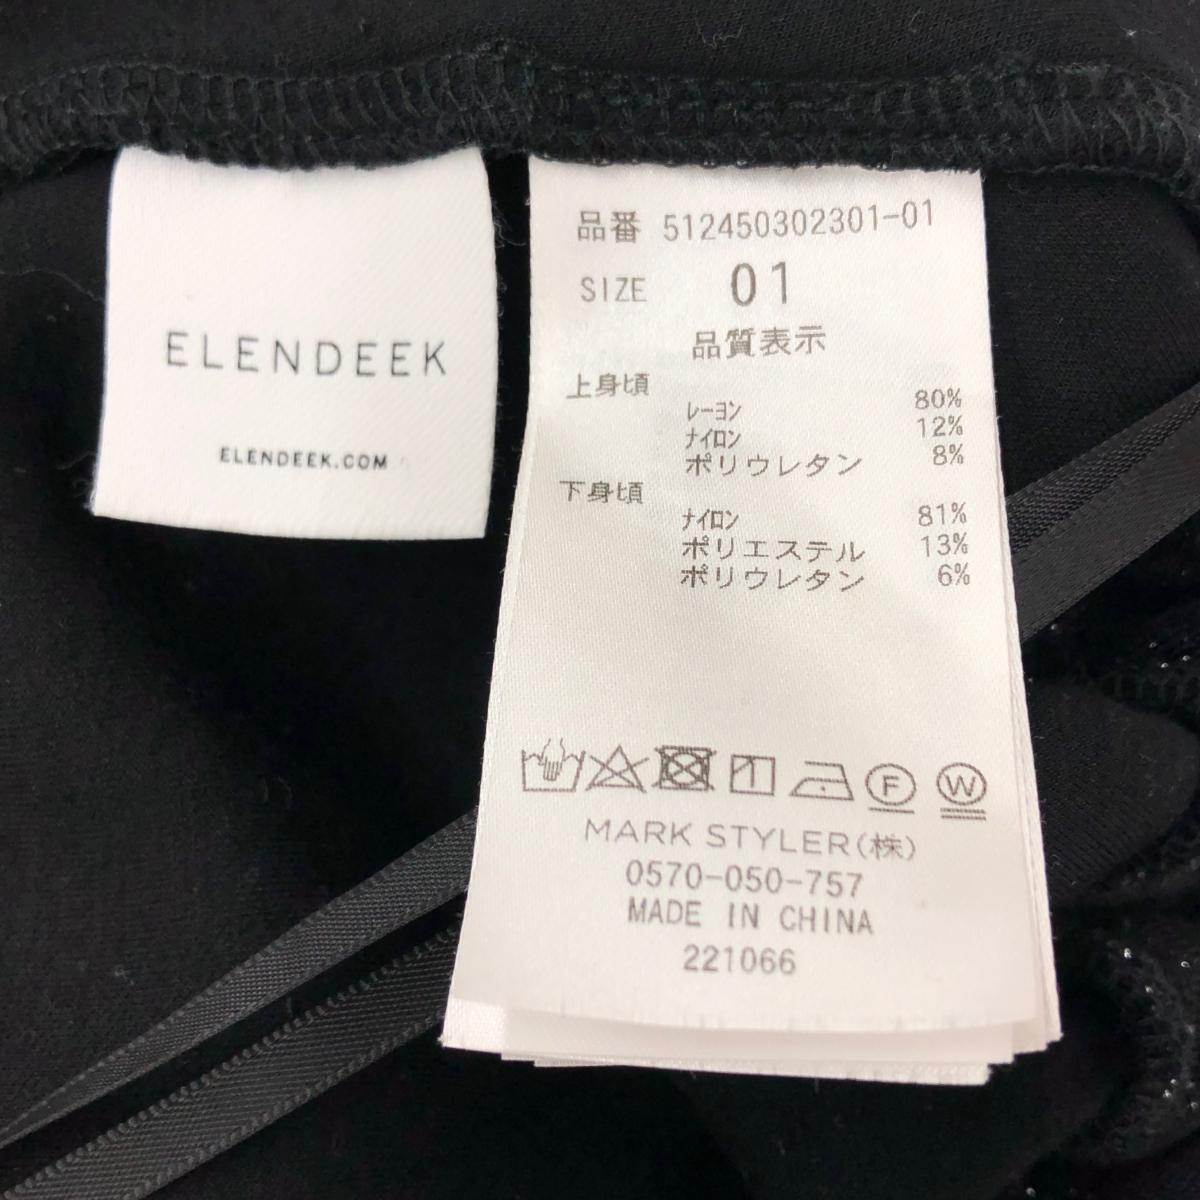 ELENDEEK
ELENDEEK.COM
品番 512450302301-01
SIZE 01
品質表示
上身頃
ﾚｰﾖﾝ 80%
ﾅｲﾛﾝ 12%
ポリウレタン 8%
下身頃
ﾅｲﾛﾝ 81%
ポリエステル 13%
ポリウレタン 6%
F W
MARK STYLER(株)
0570-050-757
MADE IN CHINA
221066